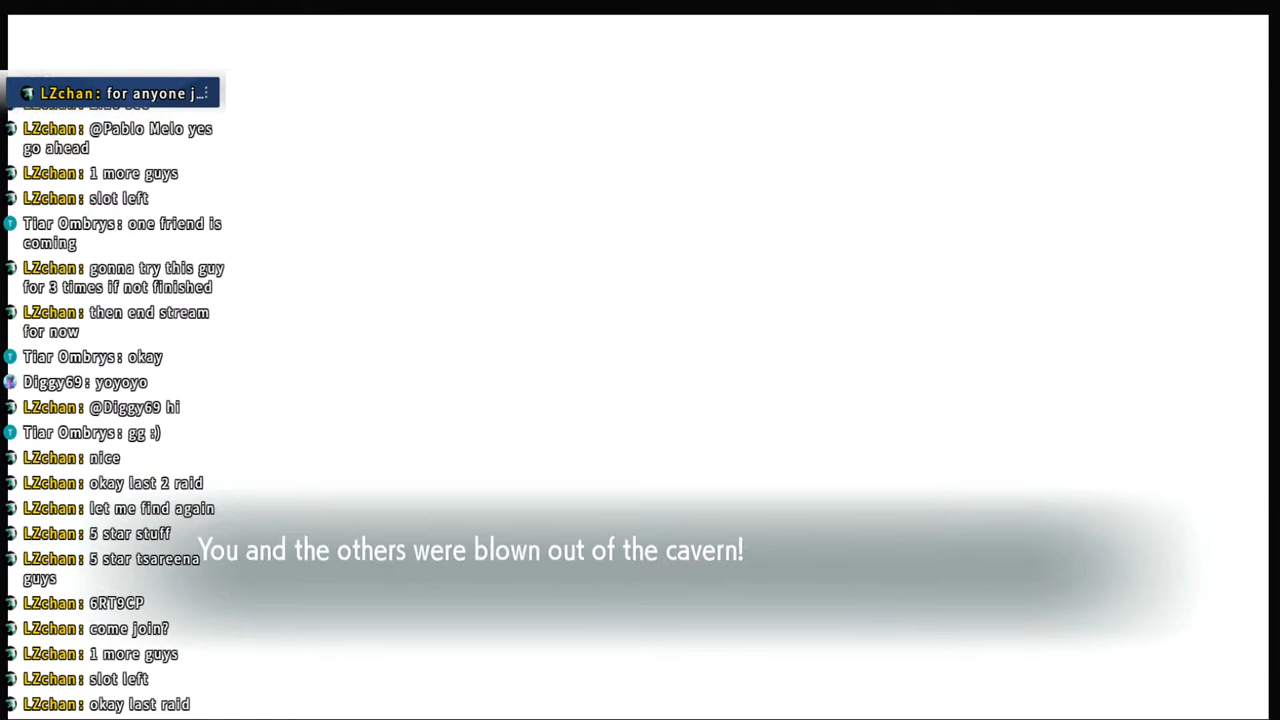 LZchan: for anyone j...
LZchan: @Pablo Melo yes
go ahead
LZchan: 1 more guys
LZchan: slot left
Tiar Ombrys: one friend is
coming
LZchan: gonna try this guy
for 3 times if not finished
LZchan: then end stream
for now
Tiar Ombrys: okay
Diggy69: yoyoyo
LZchan: @Diggy69 hi
Tiar Ombrys: gg :)
LZchan: nice
LZchan: okay last 2 raid
LZchan: let me find again
LZchan: 5 star stuff
You and the others were blown out of the cavern!
LZchan: 5 star tsareena
guys
LZchan: 6RT9CP
LZchan: come join?
LZchan: 1 more guys
LZchan: slot left
LZchan: okay last raid